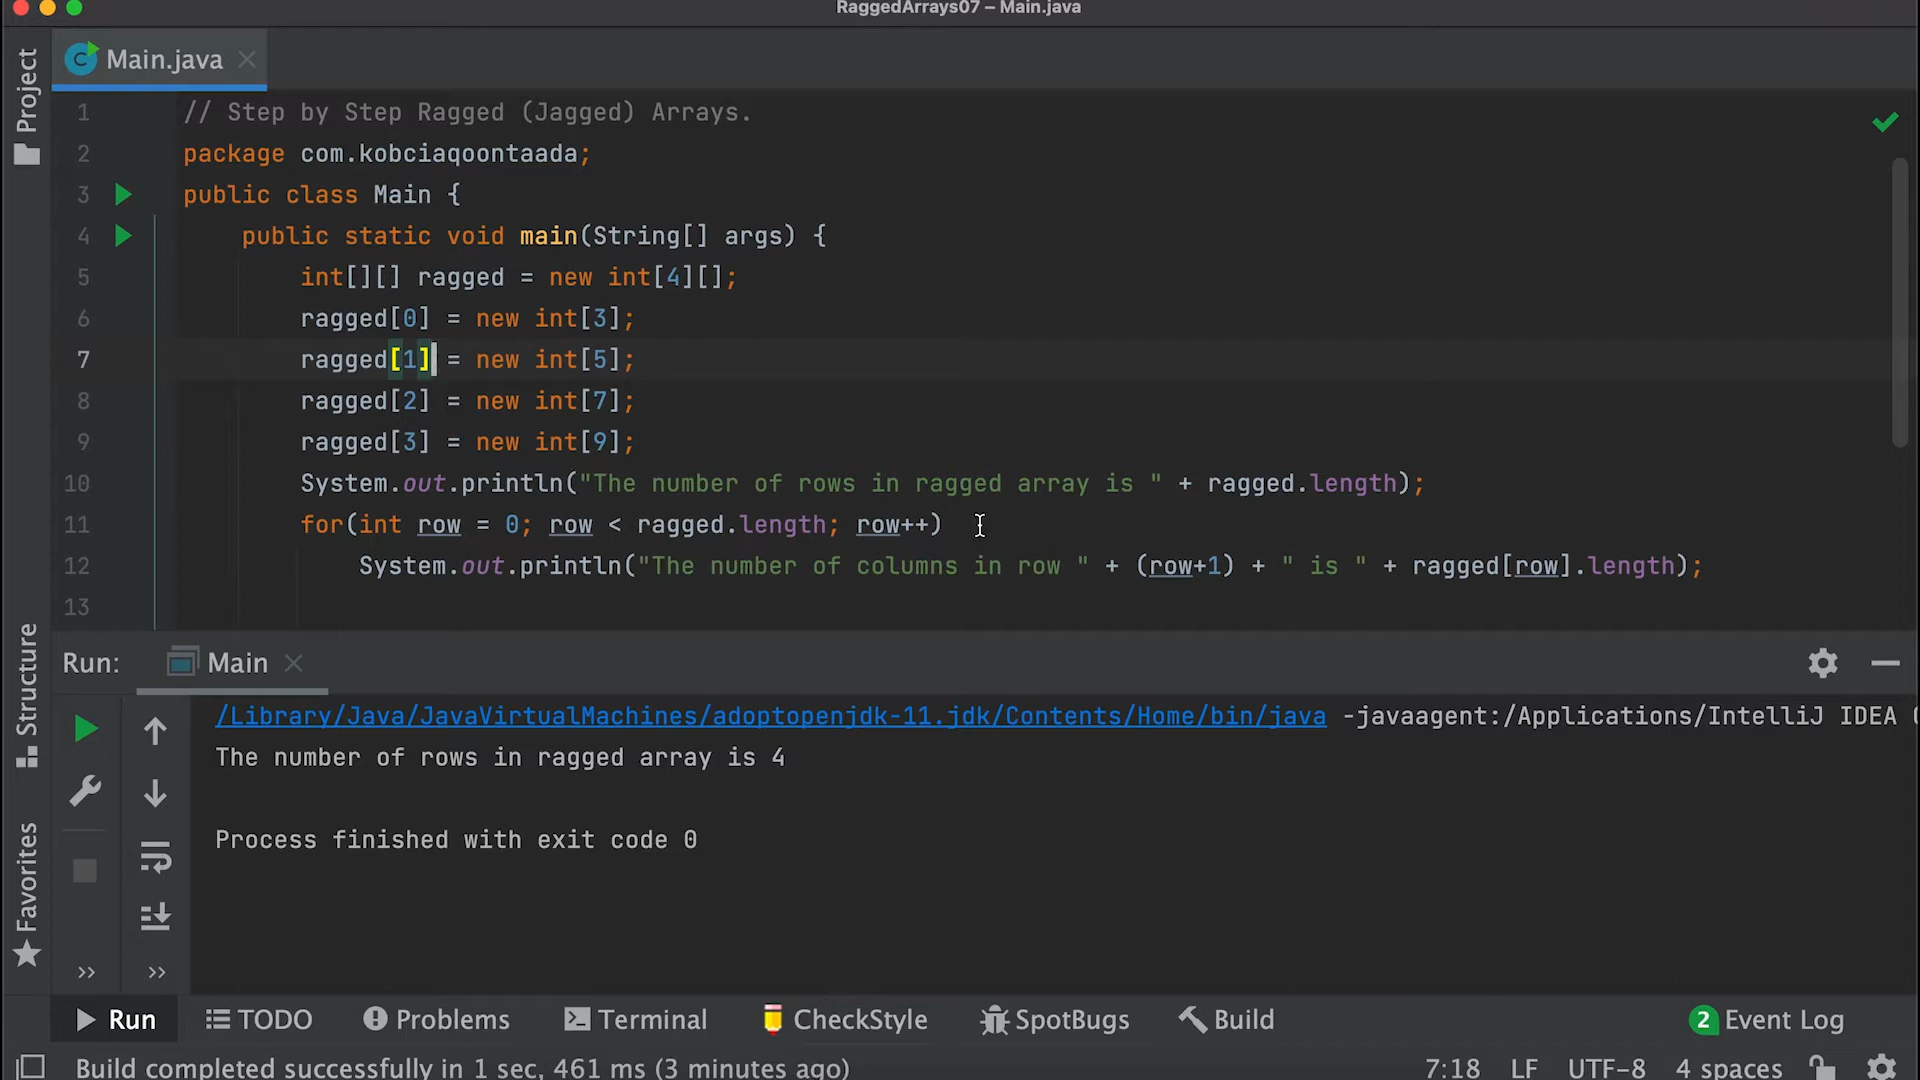 RaggedArrays07 – Main.java
Project
Main.java
1 // Step by Step Ragged (Jagged) Arrays.
2 package com.kobciaqoontaada;
3 public class Main {
4 public static void main(String[] args) {
5 int[][] ragged = new int[4][];
6 ragged[0] = new int[3];
7 ragged[1] = new int[5];
8 ragged[2] = new int[7];
9 ragged[3] = new int[9];
10 System.out.println("The number of rows in ragged array is " + ragged.length);
11 for(int row = 0; row < ragged.length; row++)
12 System.out.println("The number of columns in row " + (row+1) + " is " + ragged[row].length);
13
Structure
Favorites
Run: Main
/Library/Java/JavaVirtualMachines/adoptopenjdk-11.jdk/Contents/Home/bin/java -javaagent:/Applications/IntelliJ IDEA
The number of rows in ragged array is 4
Process finished with exit code 0
Run TODO Problems Terminal CheckStyle SpotBugs Build 2 Event Log
Build completed successfully in 1 sec, 461 ms (3 minutes ago) 7:18 LF UTF-8 4 spaces